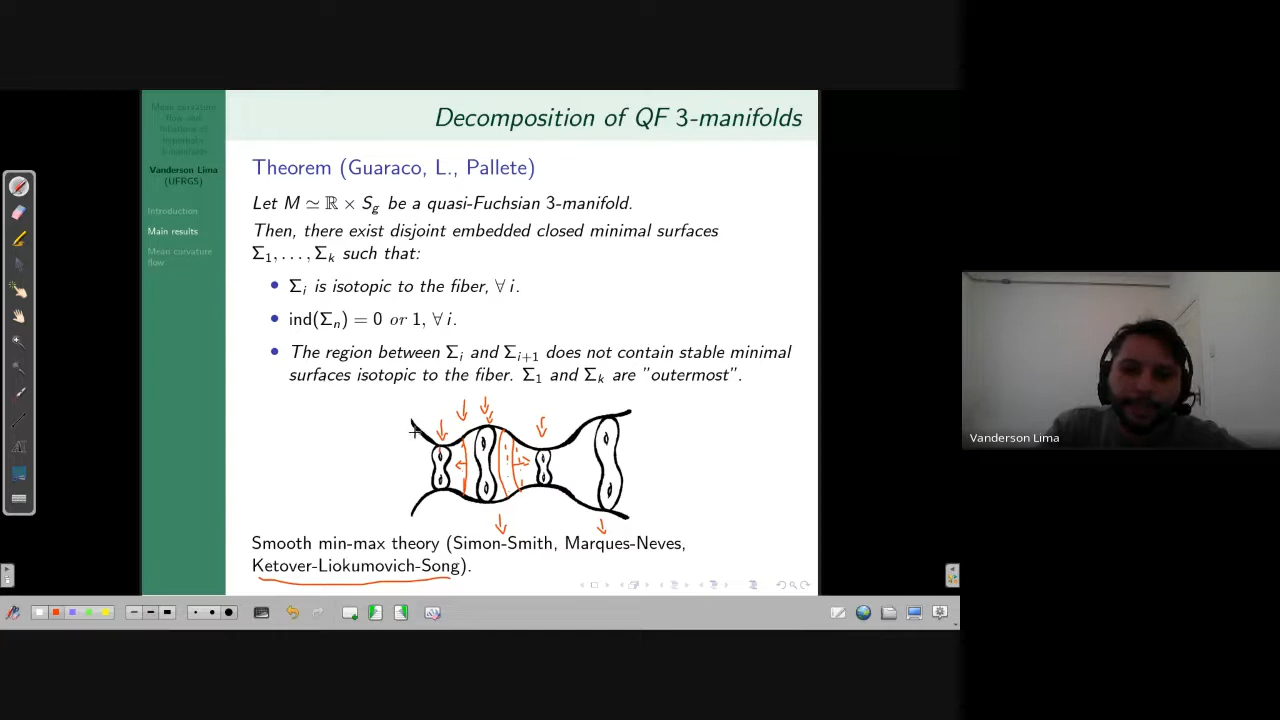 Mean curvature
flow and
foliations of
hyperbolic
3-manifolds
Vanderson Lima
(UFRGS)
Introduction
Main results
Mean curvature
flow
Decomposition of QF 3-manifolds
Theorem (Guaraco, L., Pallete)
Let M ≃ ℝ × S_g be a quasi-Fuchsian 3-manifold.
Then, there exist disjoint embedded closed minimal surfaces
Σ₁, . . . , Σ_k such that:
• Σ_i is isotopic to the fiber, ∀ i.
• ind(Σ_n) = 0 or 1, ∀ i.
• The region between Σ_i and Σ_{i+1} does not contain stable minimal
surfaces isotopic to the fiber. Σ₁ and Σ_k are "outermost".
Smooth min-max theory (Simon-Smith, Marques-Neves,
Ketover-Liokumovich-Song).
Vanderson Lima